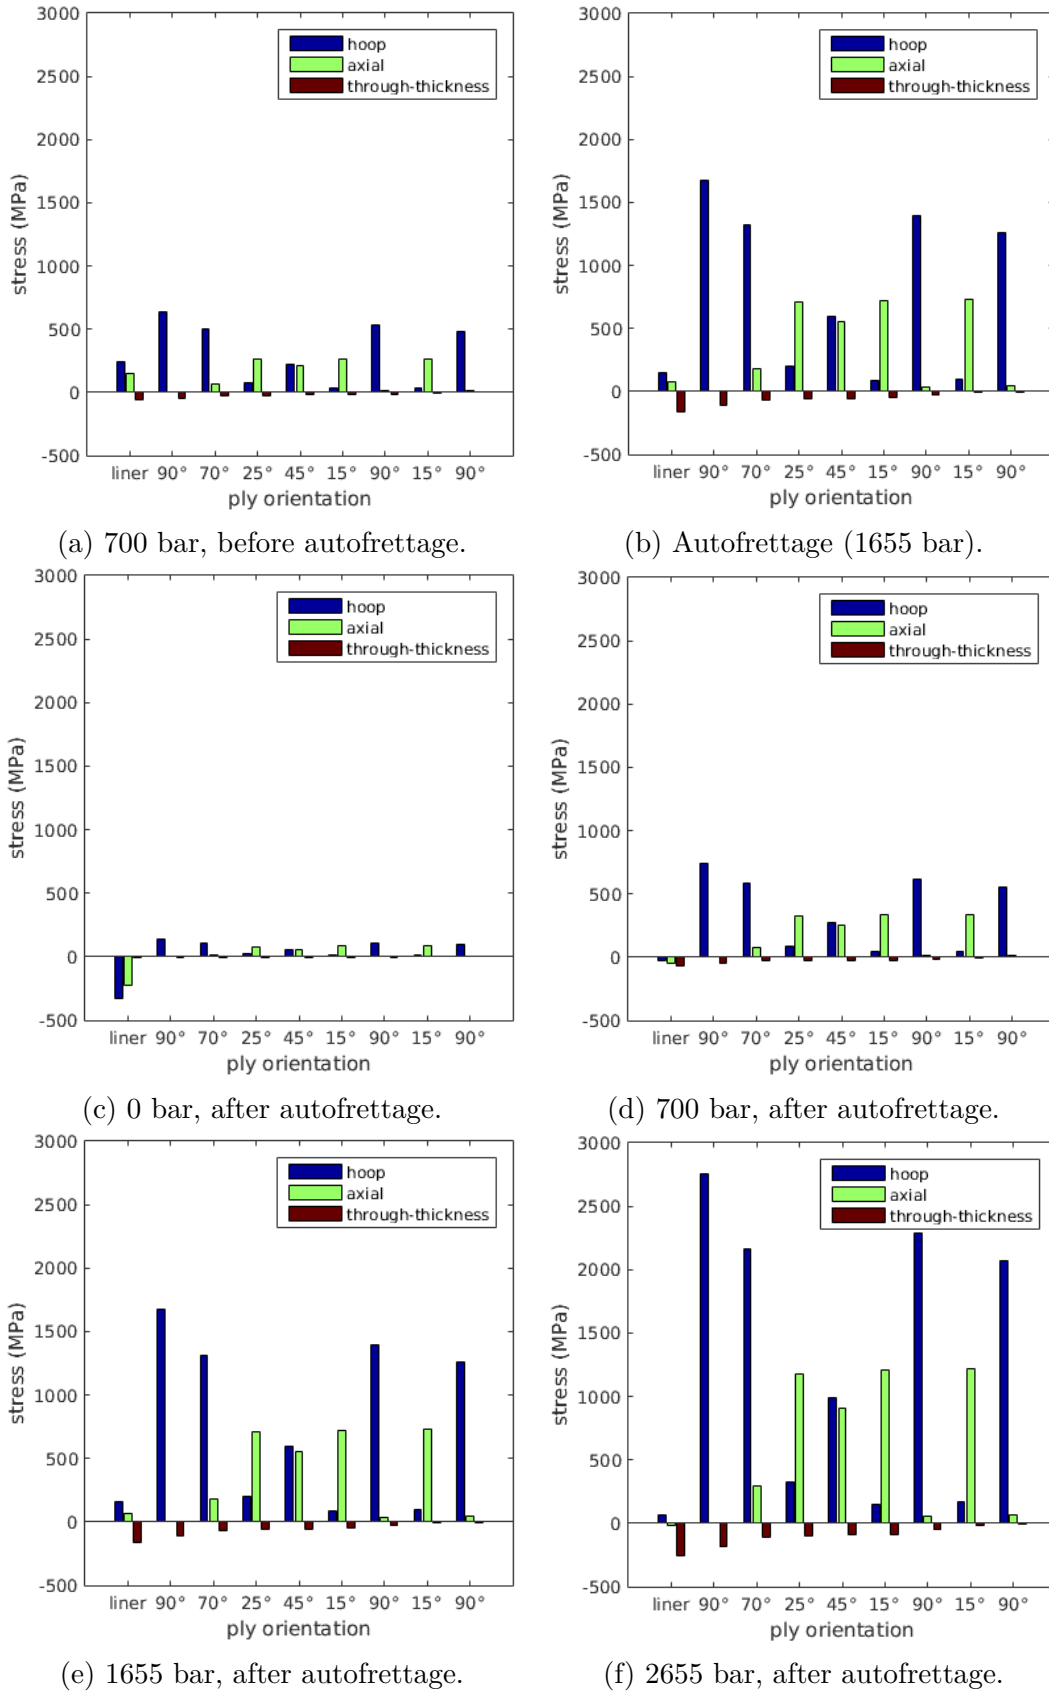 3000
2500
2000
1500
1000
500
0
-500
stress (MPa)
hoop
axial
through-thickness
liner 90° 70° 25° 45° 15° 90° 15° 90°
ply orientation
(a) 700 bar, before autofrettage.
3000
2500
2000
1500
1000
500
0
-500
stress (MPa)
hoop
axial
through-thickness
liner 90° 70° 25° 45° 15° 90° 15° 90°
ply orientation
(b) Autofrettage (1655 bar).
3000
2500
2000
1500
1000
500
0
-500
stress (MPa)
hoop
axial
through-thickness
liner 90° 70° 25° 45° 15° 90° 15° 90°
ply orientation
(c) 0 bar, after autofrettage.
3000
2500
2000
1500
1000
500
0
-500
stress (MPa)
hoop
axial
through-thickness
liner 90° 70° 25° 45° 15° 90° 15° 90°
ply orientation
(d) 700 bar, after autofrettage.
3000
2500
2000
1500
1000
500
0
-500
stress (MPa)
hoop
axial
through-thickness
liner 90° 70° 25° 45° 15° 90° 15° 90°
ply orientation
(e) 1655 bar, after autofrettage.
3000
2500
2000
1500
1000
500
0
-500
stress (MPa)
hoop
axial
through-thickness
liner 90° 70° 25° 45° 15° 90° 15° 90°
ply orientation
(f) 2655 bar, after autofrettage.